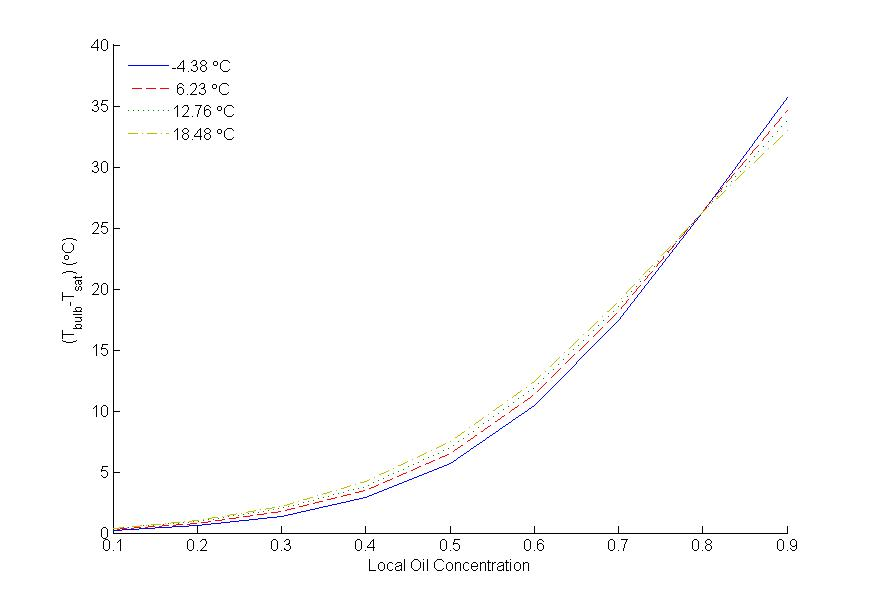 40
35
30
25
20
15
10
5
0
-4.38 °C
6.23 °C
12.76 °C
18.48 °C
(Tbulb-Tsat) (°C)
0.1 0.2 0.3 0.4 0.5 0.6 0.7 0.8 0.9
Local Oil Concentration